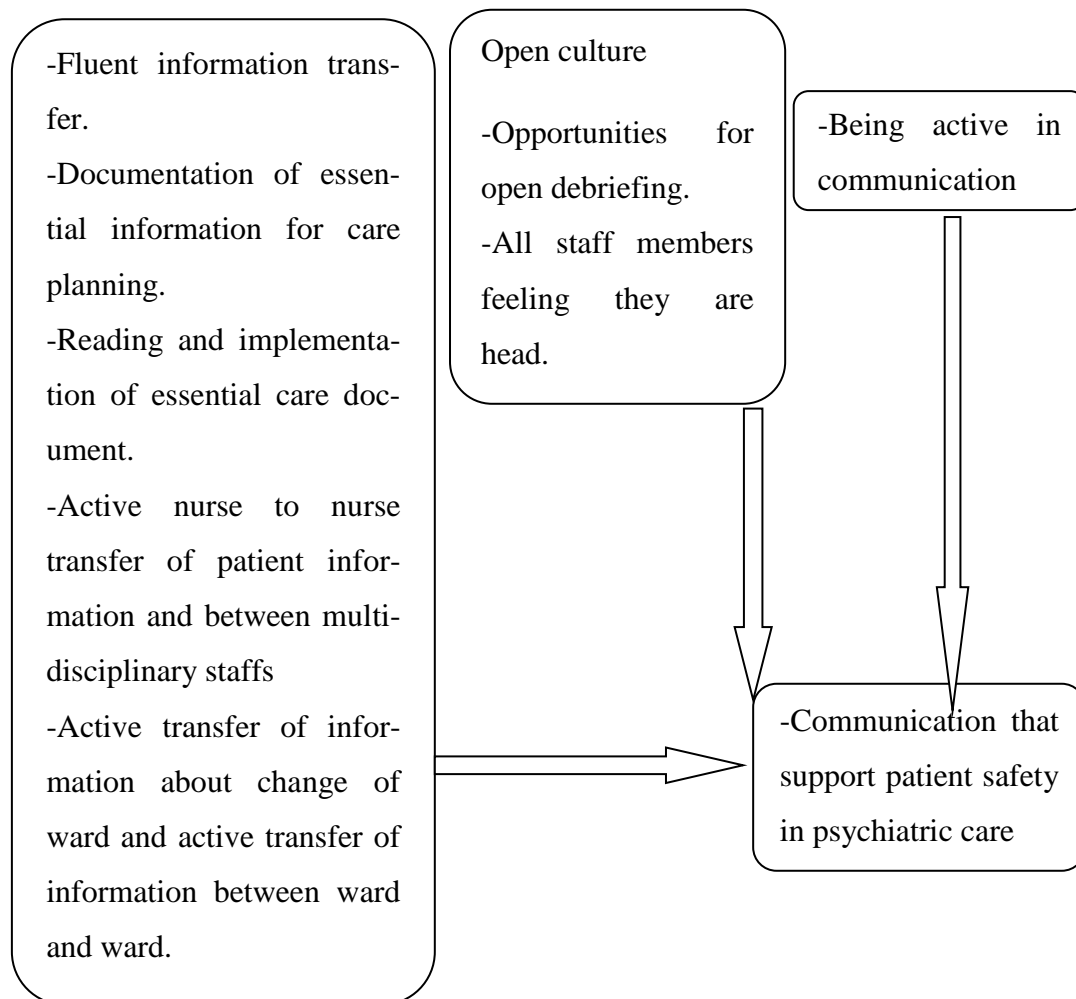 -Fluent information trans-
fer.
-Documentation of essen-
tial information for care
planning.
-Reading and implementa-
tion of essential care doc-
ument.
-Active nurse to nurse
transfer of patient infor-
mation and between multi-
disciplinary staffs
-Active transfer of infor-
mation about change of
ward and active transfer of
information between ward
and ward.
Open culture
-Opportunities for
open debriefing.
-All staff members
feeling they are
head.
-Being active in
communication
-Communication that
support patient safety
in psychiatric care